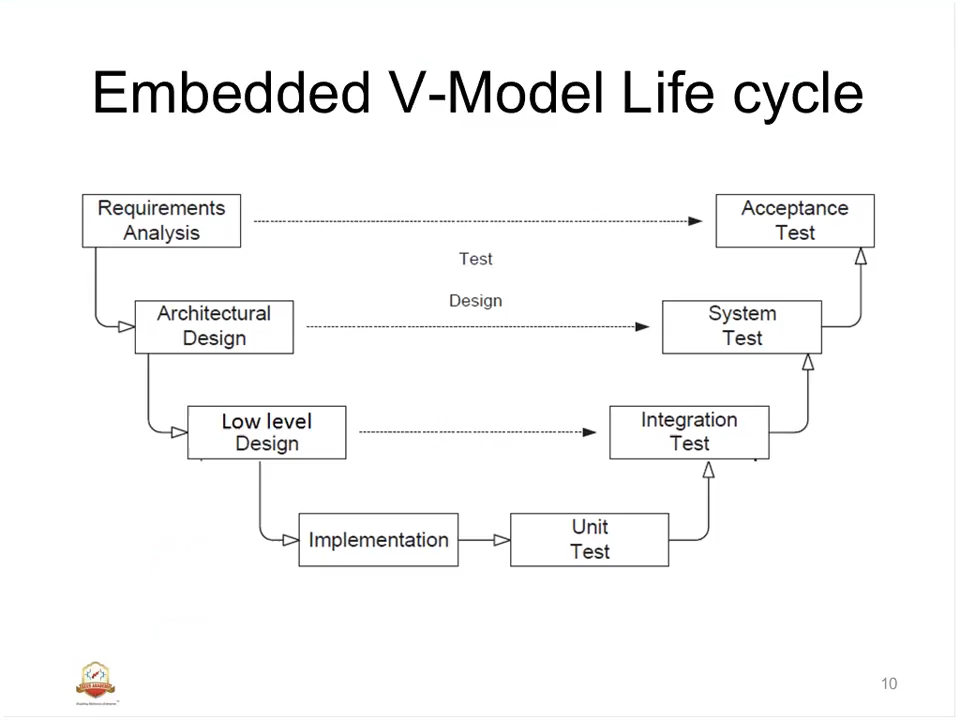 Embedded V-Model Life cycle
Requirements
Analysis
Acceptance
Test
Test
Design
Architectural
Design
System
Test
Low level
Design
Integration
Test
Implementation
Unit
Test
10